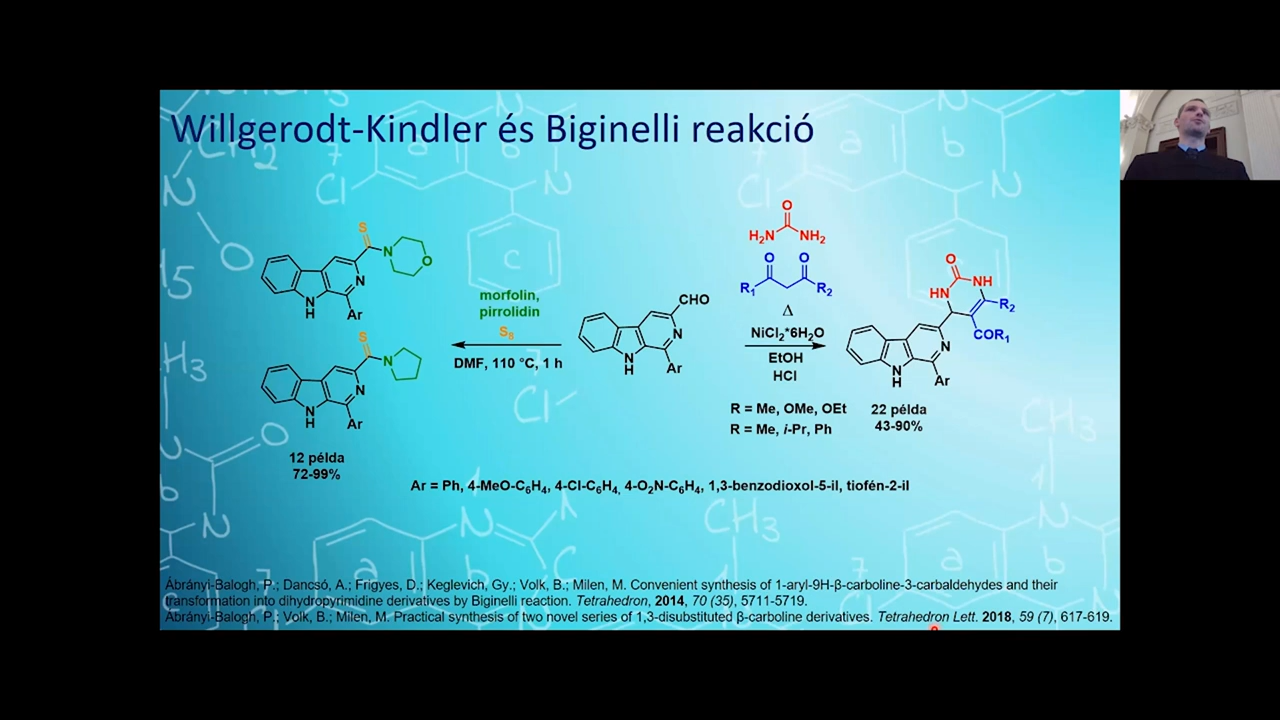 Willgerodt-Kindler és Biginelli reakció
S
N
O
N
N
H
Ar
S
N
N
N
H
Ar
12 példa
72-99%
morfolin,
pirrolidin
S8
DMF, 110 °C, 1 h
CHO
N
N
H
Ar
O
H2N NH2
O O
R1 R2
Δ
NiCl2*6H2O
EtOH
HCl
R = Me, OMe, OEt
R = Me, i-Pr, Ph
O
HN NH
R2
COR1
N
N
H
Ar
22 példa
43-90%
Ar = Ph, 4-MeO-C6H4, 4-Cl-C6H4, 4-O2N-C6H4, 1,3-benzodioxol-5-il, tiofén-2-il
Ábrányi-Balogh, P.; Dancsó, A.; Frigyes, D.; Keglevich, Gy.; Volk, B.; Milen, M. Convenient synthesis of 1-aryl-9H-β-carboline-3-carbaldehydes and their
transformation into dihydropyrimidine derivatives by Biginelli reaction. Tetrahedron, 2014, 70 (35), 5711-5719.
Ábrányi-Balogh, P.; Volk, B.; Milen, M. Practical synthesis of two novel series of 1,3-disubstituted β-carboline derivatives. Tetrahedron Lett. 2018, 59 (7), 617-619.